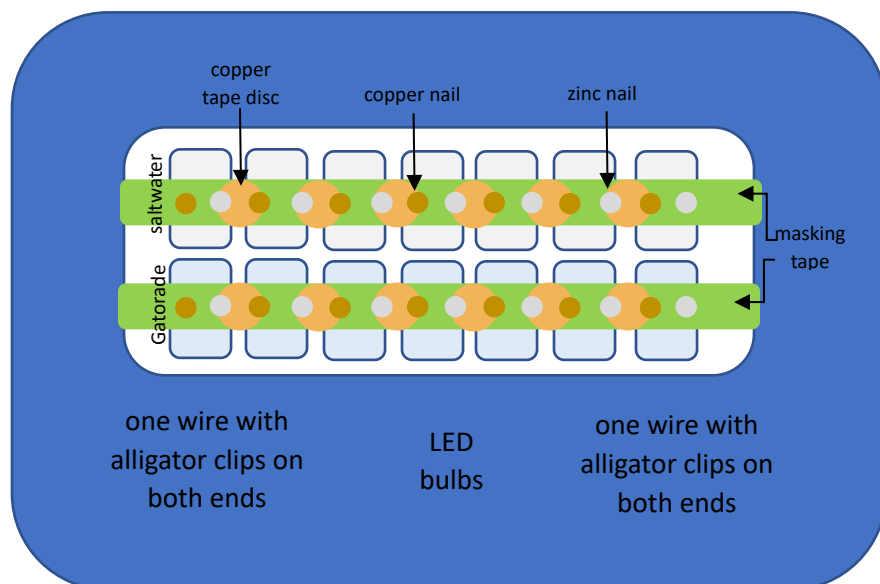 copper
tape disc
copper nail
zinc nail
saltwater
masking
tape
Gatorade
one wire with
alligator clips on
both ends
LED
bulbs
one wire with
alligator clips on
both ends